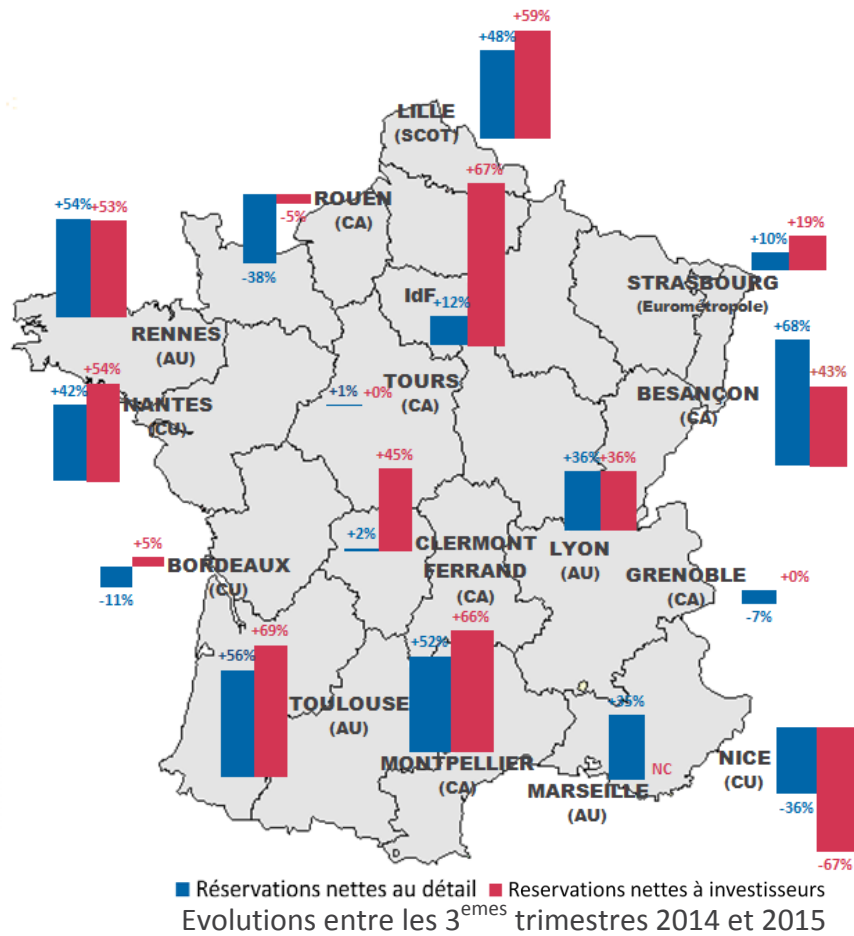 +59%
+48%
LILLE
(SCOT)
+67%
ROUEN
(CA)
-5%
-38%
+54%
+53%
+19%
+10%
STRASBOURG
(Eurométropole)
IdF
+12%
RENNES
(AU)
+68%
+43%
BESANÇON
(CA)
+54%
+42%
NANTES
(CU)
TOURS
(CA)
+1%
+0%
+45%
+2%
CLERMONT
FERRAND
(CA)
+36%
+36%
LYON
(AU)
+5%
BORDEAUX
(CU)
-11%
GRENOBLE
(CA)
+0%
-7%
+69%
+56%
TOULOUSE
(AU)
+66%
+52%
MONTPELLIER
(CA)
+35%
NC
MARSEILLE
(AU)
NICE
(CU)
-36%
-67%
D
Réservations nettes au détail Reservations nettes à investisseurs
Evolutions entre les 3emes trimestres 2014 et 2015